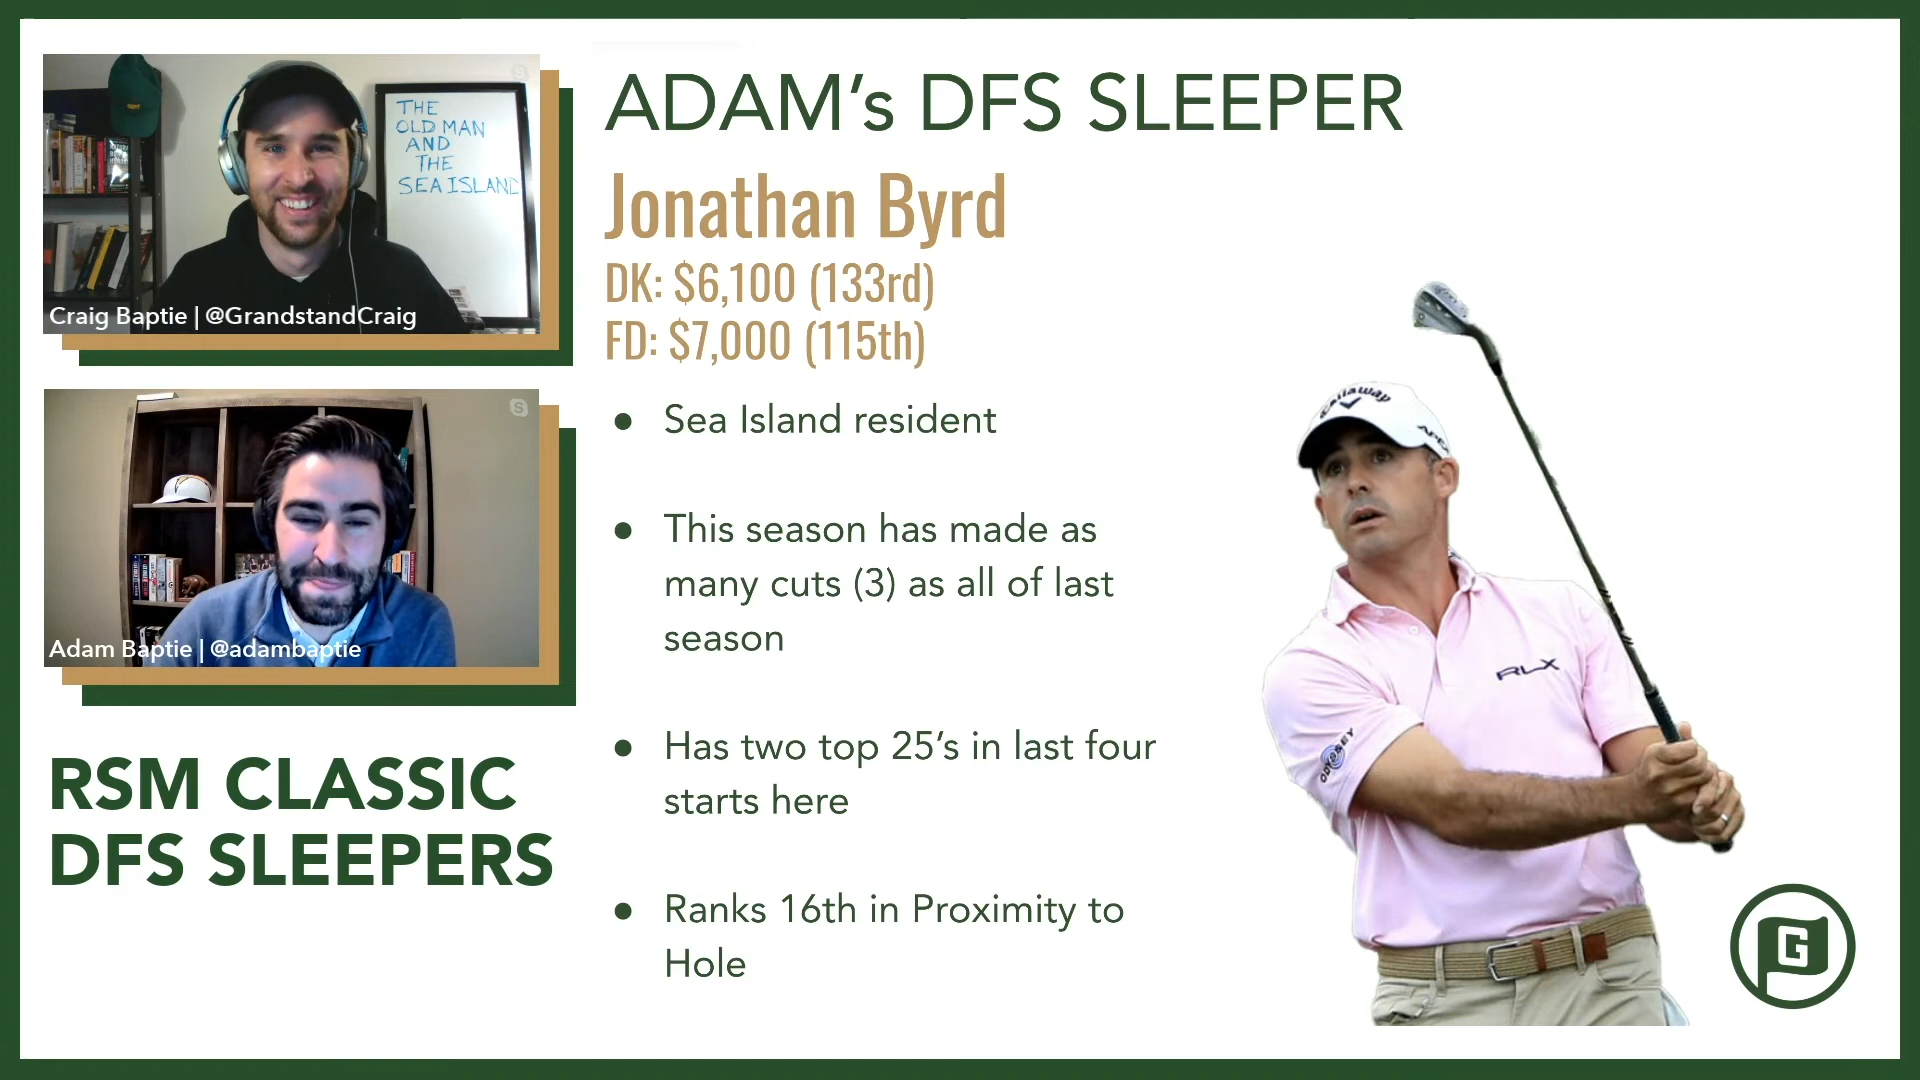 THE
OLD MAN
AND
THE
SEA ISLAND
Craig Baptie | @GrandstandCraig
Adam Baptie | @adambaptie
RSM CLASSIC
DFS SLEEPERS
ADAM’s DFS SLEEPER
Jonathan Byrd
DK: $6,100 (133rd)
FD: $7,000 (115th)
● Sea Island resident
● This season has made as
many cuts (3) as all of last
season
● Has two top 25’s in last four
starts here
● Ranks 16th in Proximity to
Hole
Callaway
RLX
ODYSSEY
G